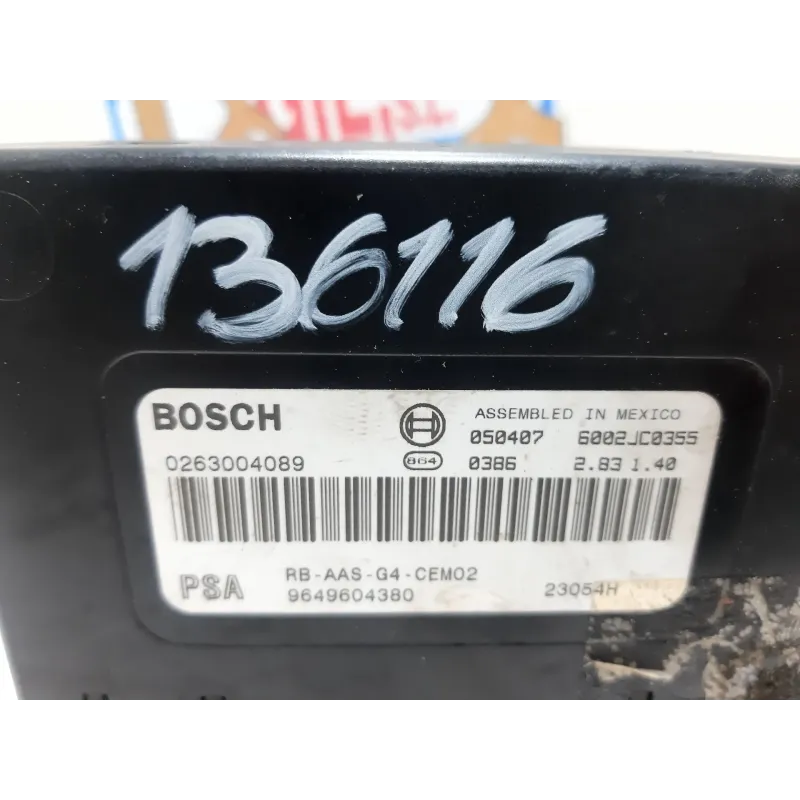 136116
BOSCH
ASSEMBLED IN MEXICO
050407 6002JC0355
0263004089 864 0386 2.83 1.40
PSA
RB-AAS-G4-CEM02
9649604380
23054H